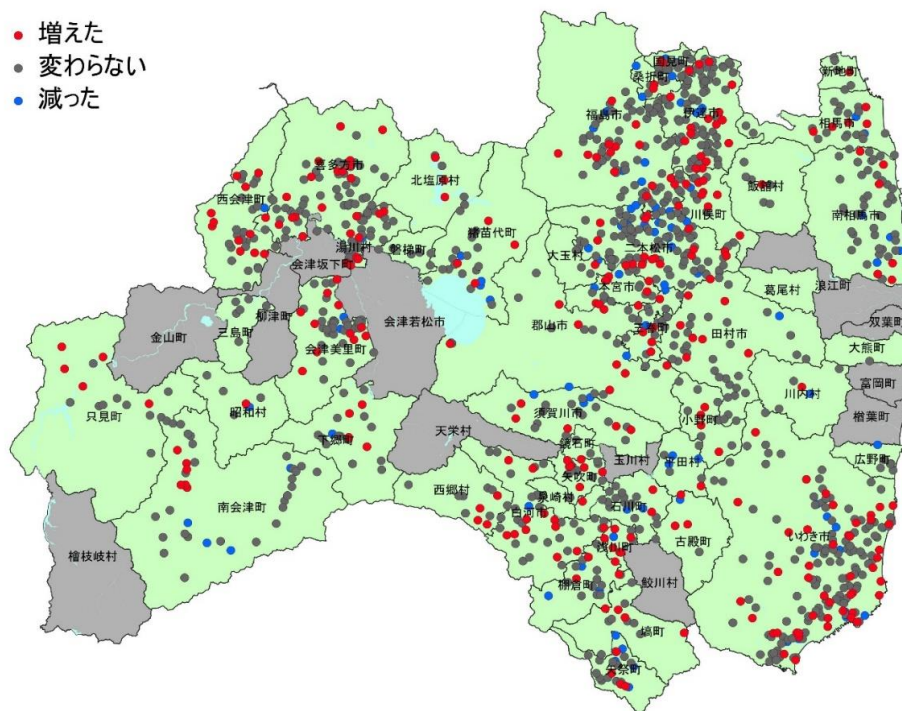 増えた
変わらない
減った
国見町
桑折町
新地町
福島市
伊達市
相馬市
喜多方市
北塩原村
西会津町
飯舘村
川俣町
南相馬市
猪苗代町
湯川村
磐梯町
大玉村
二本松市
会津坂下町
本宮市
葛尾村
浪江町
柳津町
会津若松市
金山町
三島町
郡山市
三春町
田村市
双葉町
大熊町
会津美里町
川内村
富岡町
只見町
昭和村
須賀川市
小野町
楢葉町
下郷町
天栄村
鏡石町
玉川村
平田村
広野町
矢吹町
西郷村
泉崎村
南会津町
白河市
石川町
古殿町
いわき市
浅川町
檜枝岐村
棚倉町
鮫川村
塙町
矢祭町